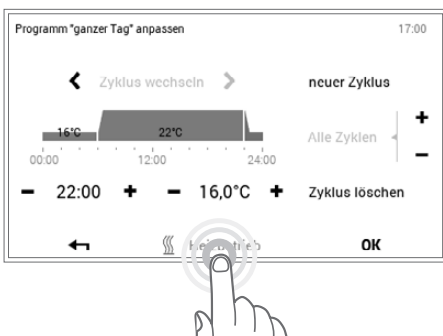 Programm "ganzer Tag" anpassen 17:00
Zyklus wechseln neuer Zyklus
16°C 22°C
Alle Zyklen
00:00 12:00 24:00
22:00 16,0°C Zyklus löschen
Heizbetrieb OK